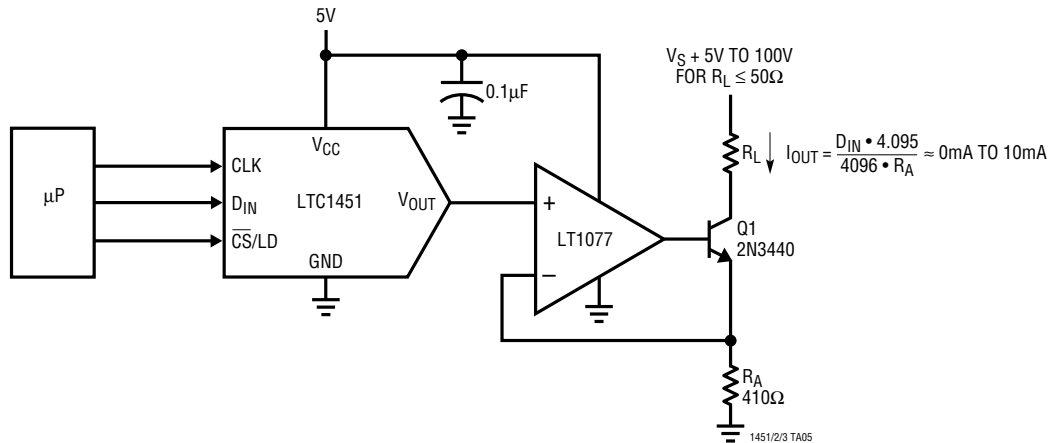 5V
0.1µF
V_S + 5V TO 100V
FOR R_L ≤ 50Ω
R_L
I_OUT = D_IN • 4.095 / 4096 • R_A ≈ 0mA TO 10mA
µP
V_CC
CLK
D_IN
LTC1451
V_OUT
C̅S̅/LD
GND
+
LT1077
−
Q1
2N3440
R_A
410Ω
1451/2/3 TA05